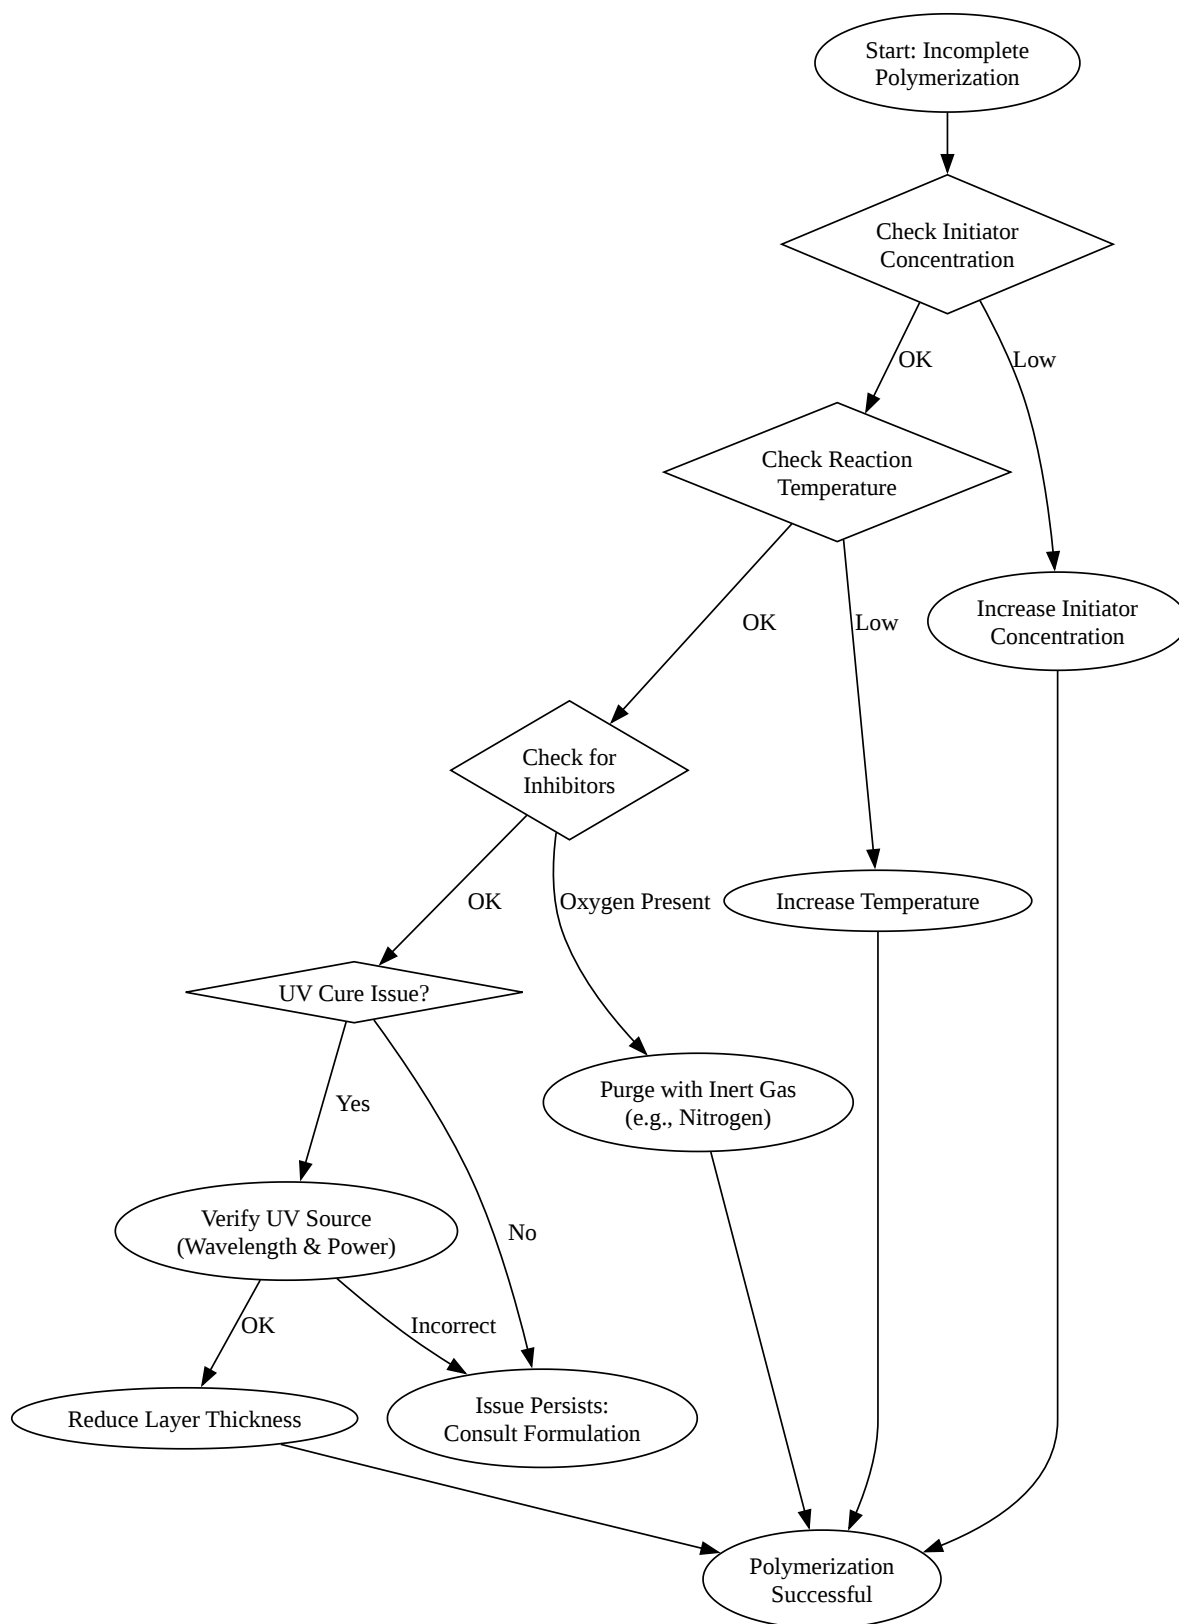 Start: Incomplete
Polymerization
Check Initiator
Concentration
OK
Low
Check Reaction
Temperature
OK
Low
Increase Initiator
Concentration
Check for
Inhibitors
OK
Oxygen Present
Increase Temperature
UV Cure Issue?
Yes
No
Purge with Inert Gas
(e.g., Nitrogen)
Verify UV Source
(Wavelength & Power)
OK
Incorrect
Reduce Layer Thickness
Issue Persists:
Consult Formulation
Polymerization
Successful